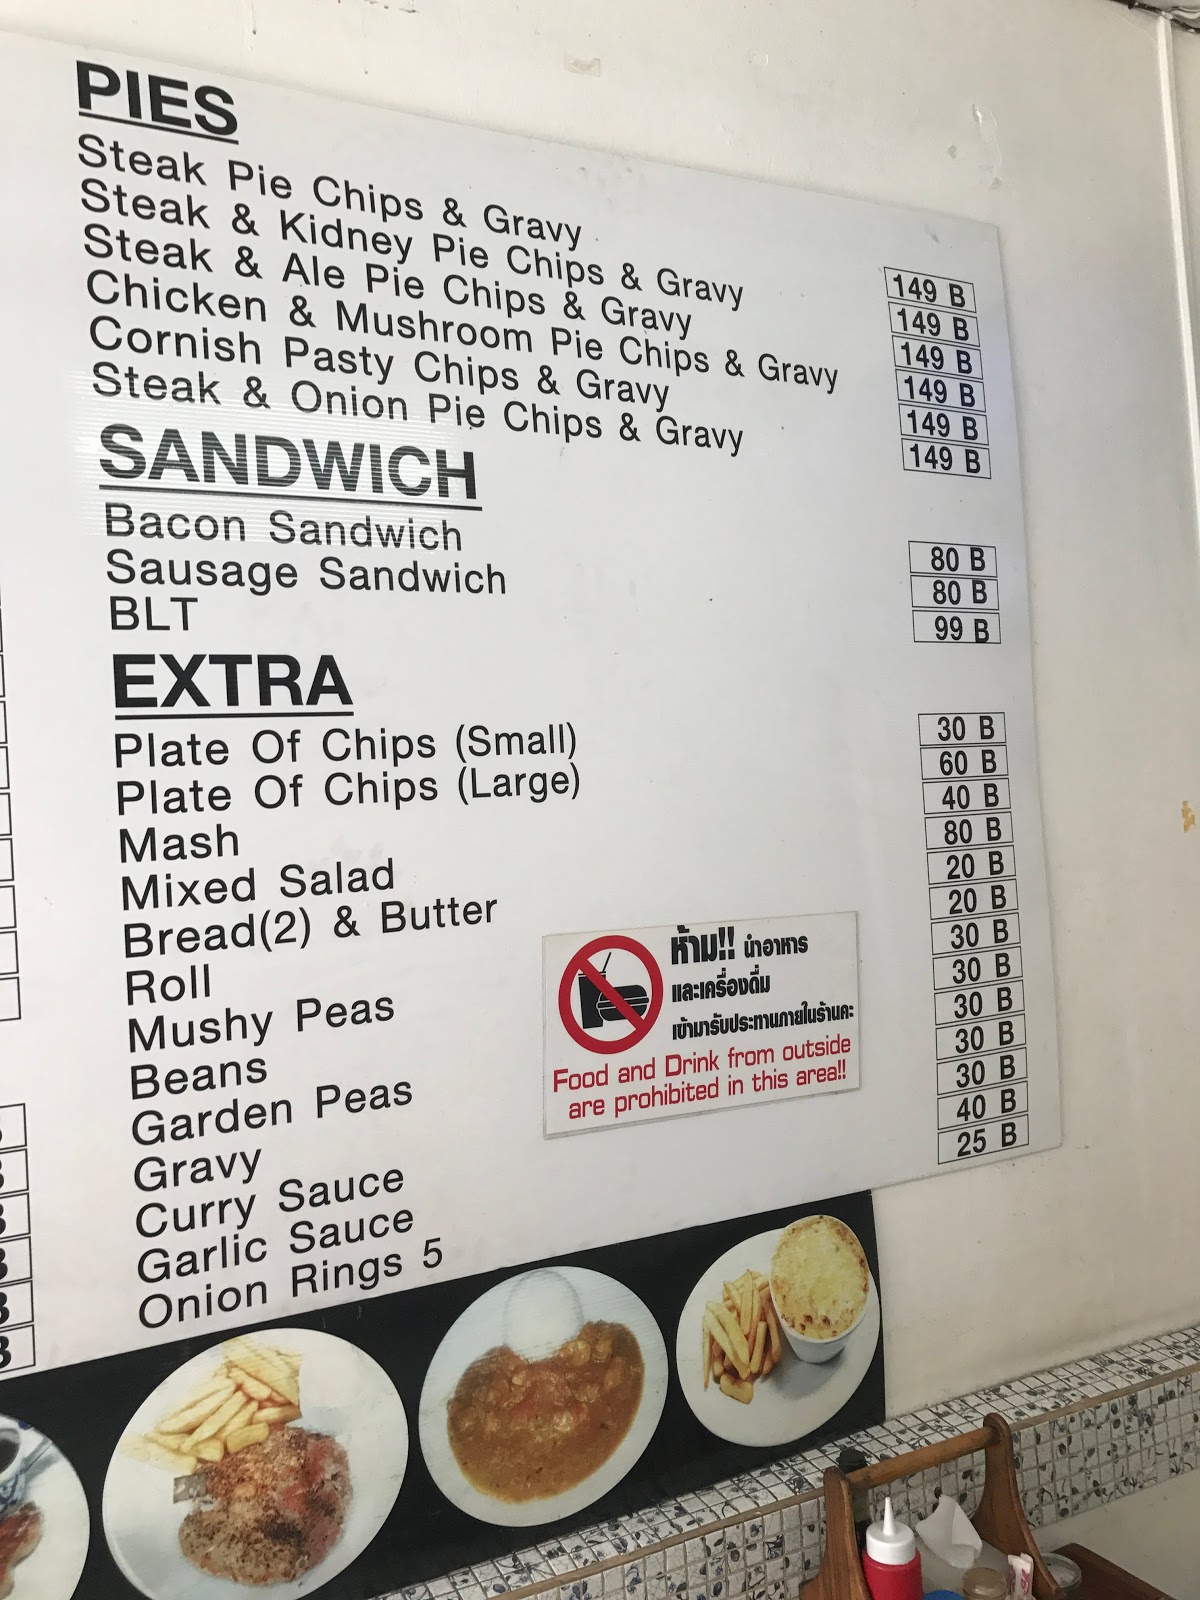 PIES
Steak Pie Chips & Gravy 149 B
Steak & Kidney Pie Chips & Gravy 149 B
Steak & Ale Pie Chips & Gravy 149 B
Chicken & Mushroom Pie Chips & Gravy 149 B
Cornish Pasty Chips & Gravy 149 B
Steak & Onion Pie Chips & Gravy 149 B
SANDWICH
Bacon Sandwich 80 B
Sausage Sandwich 80 B
BLT 99 B
EXTRA
Plate Of Chips (Small) 30 B
Plate Of Chips (Large) 60 B
Mash 40 B
Mixed Salad 80 B
Bread(2) & Butter 20 B
Roll 20 B
Mushy Peas 30 B
Beans 30 B
Garden Peas 30 B
Gravy 30 B
Curry Sauce 30 B
Garlic Sauce 40 B
Onion Rings 5 25 B
ห้าม!! นำอาหาร
และเครื่องดื่ม
เข้ามารับประทานภายในร้านคะ
Food and Drink from outside
are prohibited in this area!!